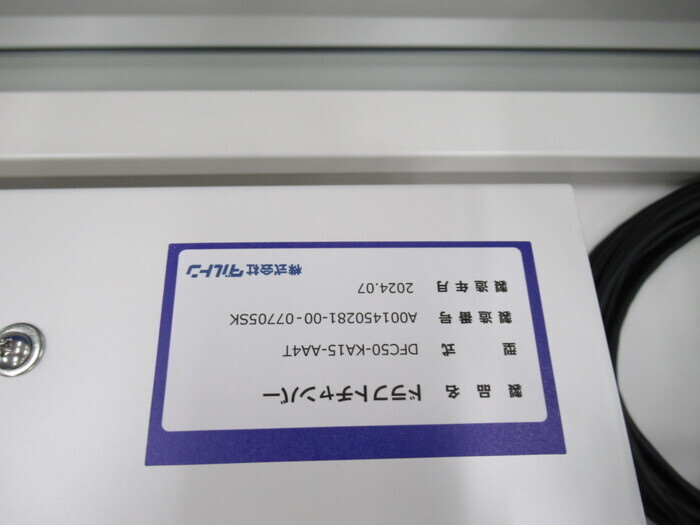 製品名 ドラフトチャンバー
型式 DFC50-KA15-AA4T
製造番号 A001450281-00-07705SK
製造年月 2024.07
株式会社ダルトン